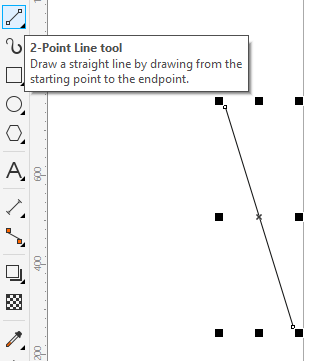 2-Point Line tool
Draw a straight line by drawing from the
starting point to the endpoint.
A
600
400
200